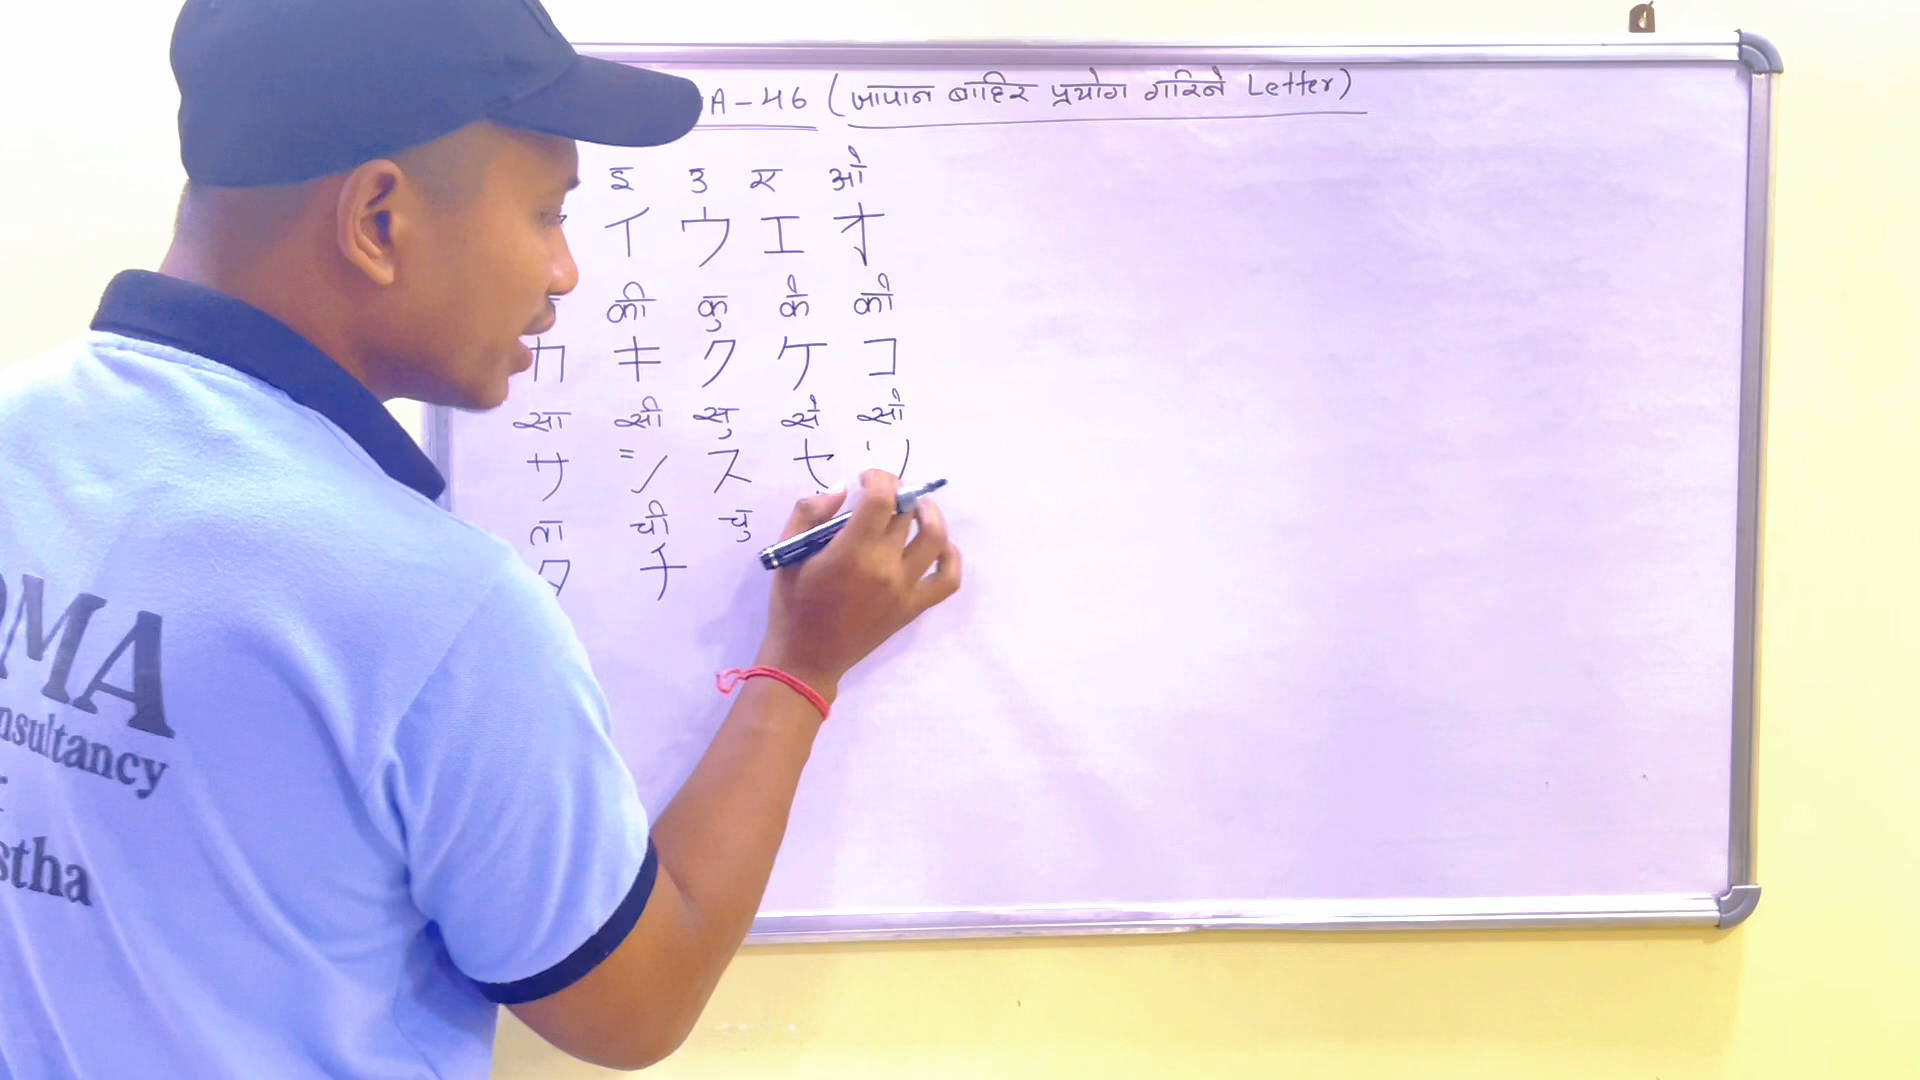 A-46 (जापान बाहिर प्रयोग गरिने Letter)
इ उ ए ओ
イ ウ エ オ
की कु के को
カ キ ク ケ コ
सा सी सु से सो
サ シ ス セ ソ
ता ची चु
タ チ
MA
nsultancy
stha